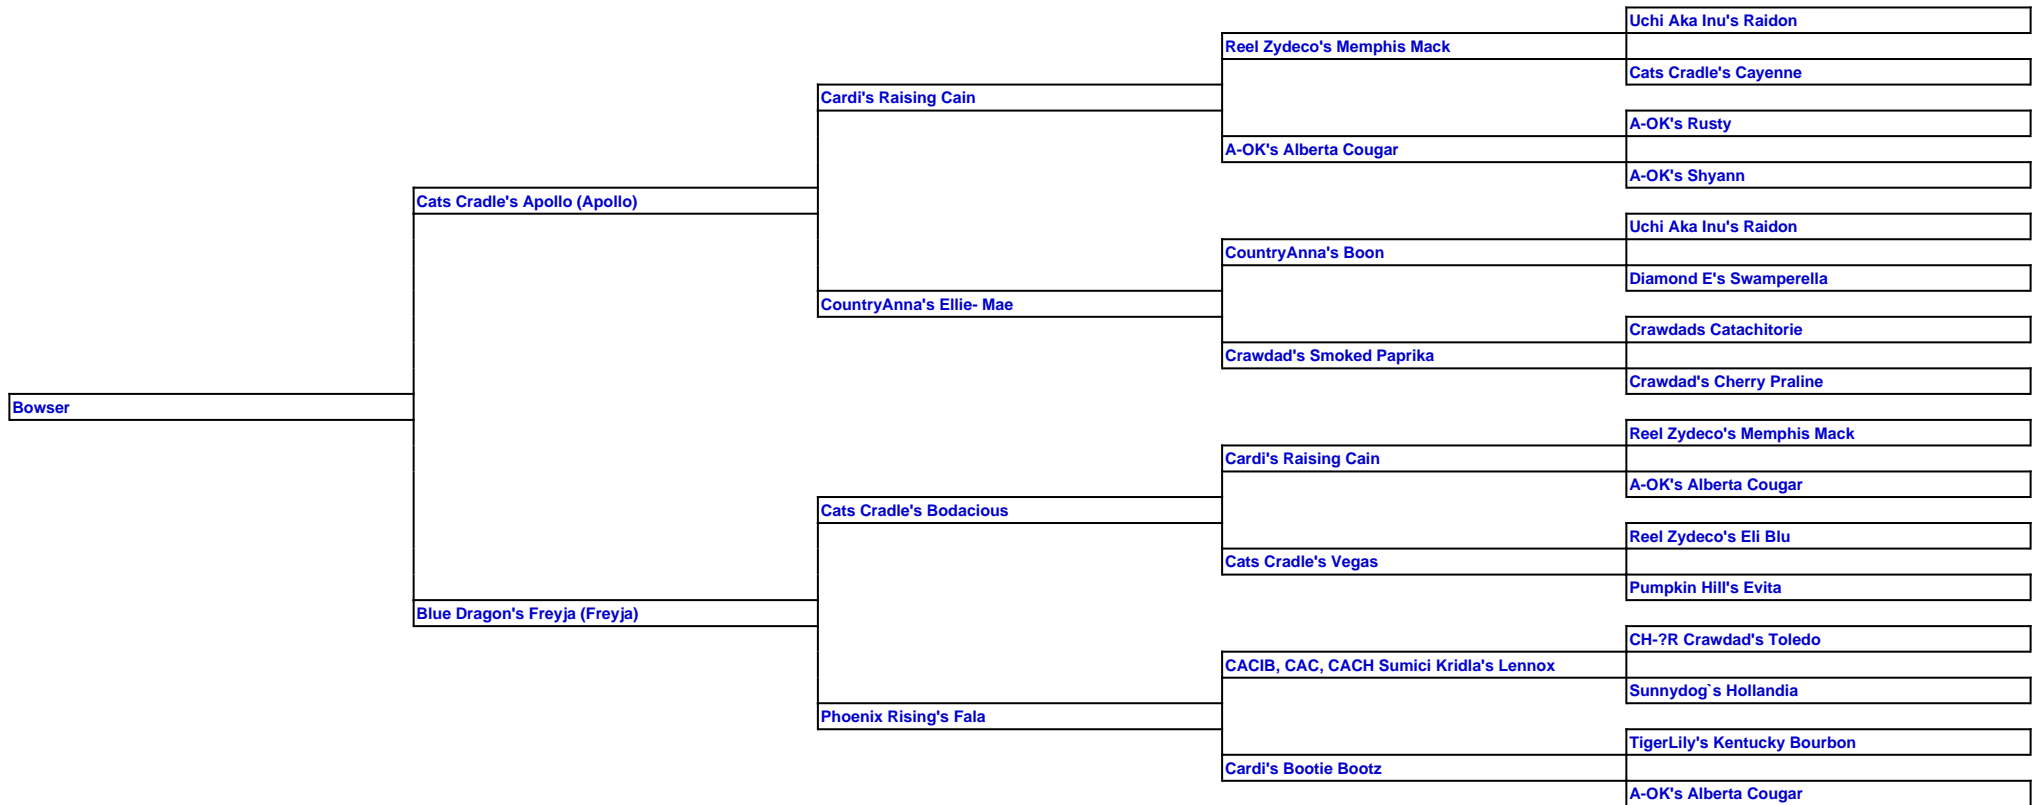 Uchi Aka Inu's Raidon
Reel Zydeco's Memphis Mack
Cats Cradle's Cayenne
Cardi's Raising Cain
A-OK's Rusty
A-OK's Alberta Cougar
A-OK's Shyann
Cats Cradle's Apollo (Apollo)
Uchi Aka Inu's Raidon
CountryAnna's Boon
Diamond E's Swamperella
CountryAnna's Ellie- Mae
Crawdads Catachitorie
Crawdad's Smoked Paprika
Crawdad's Cherry Praline
Bowser
Reel Zydeco's Memphis Mack
Cardi's Raising Cain
A-OK's Alberta Cougar
Cats Cradle's Bodacious
Reel Zydeco's Eli Blu
Cats Cradle's Vegas
Pumpkin Hill's Evita
Blue Dragon's Freyja (Freyja)
CH-?R Crawdad's Toledo
CACIB, CAC, CACH Sumici Kridla's Lennox
Sunnydog`s Hollandia
Phoenix Rising's Fala
TigerLily's Kentucky Bourbon
Cardi's Bootie Bootz
A-OK's Alberta Cougar